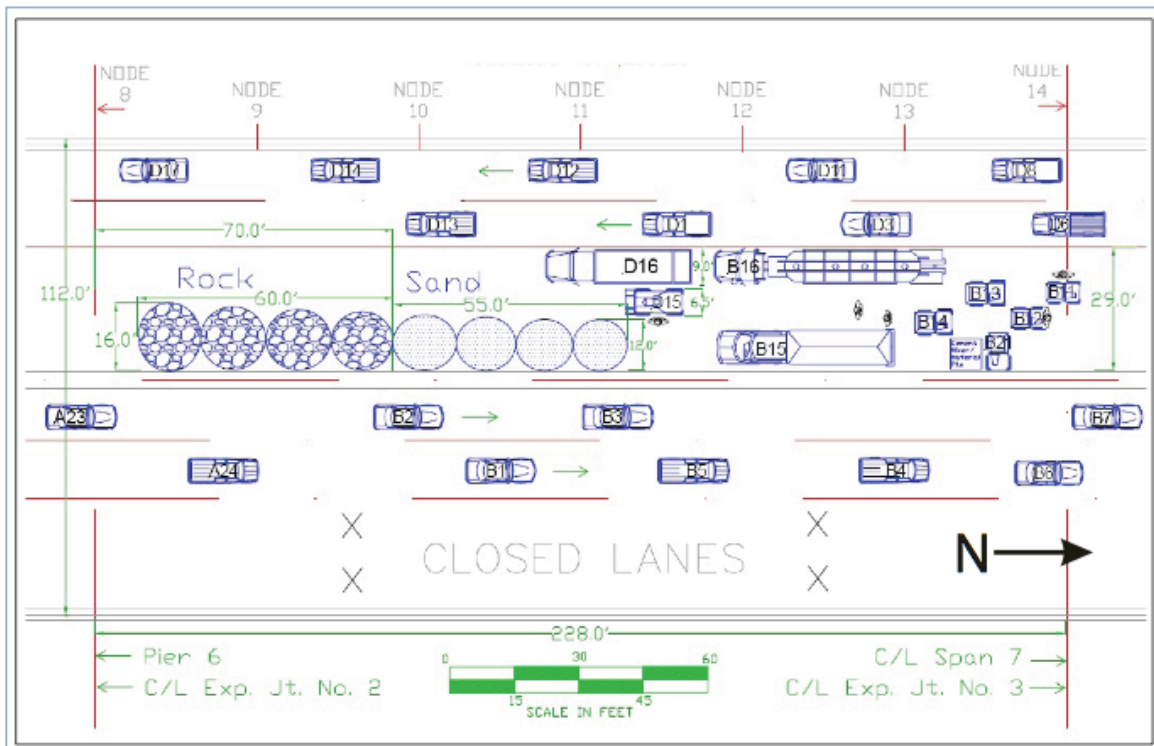 NODE
8
NODE
9
NODE
10
NODE
11
NODE
12
NODE
13
NODE
14
D17
D14
D12
D11
D8
D13
D1
D3
D6
70.0'
112.0'
Rock
Sand
60.0'
55.0'
16.0'
12.0'
D16
9.0'
B16
B15
6.5'
B15
29.0'
B13
B14
B12
B2
U
A23
B2
B3
B7
A24
B1
B5
B4
B6
X
X
CLOSED LANES
X
X
N
228.0'
Pier 6
C/L Exp. Jt. No. 2
0
30
60
15
45
SCALE IN FEET
C/L Span 7
C/L Exp. Jt. No. 3